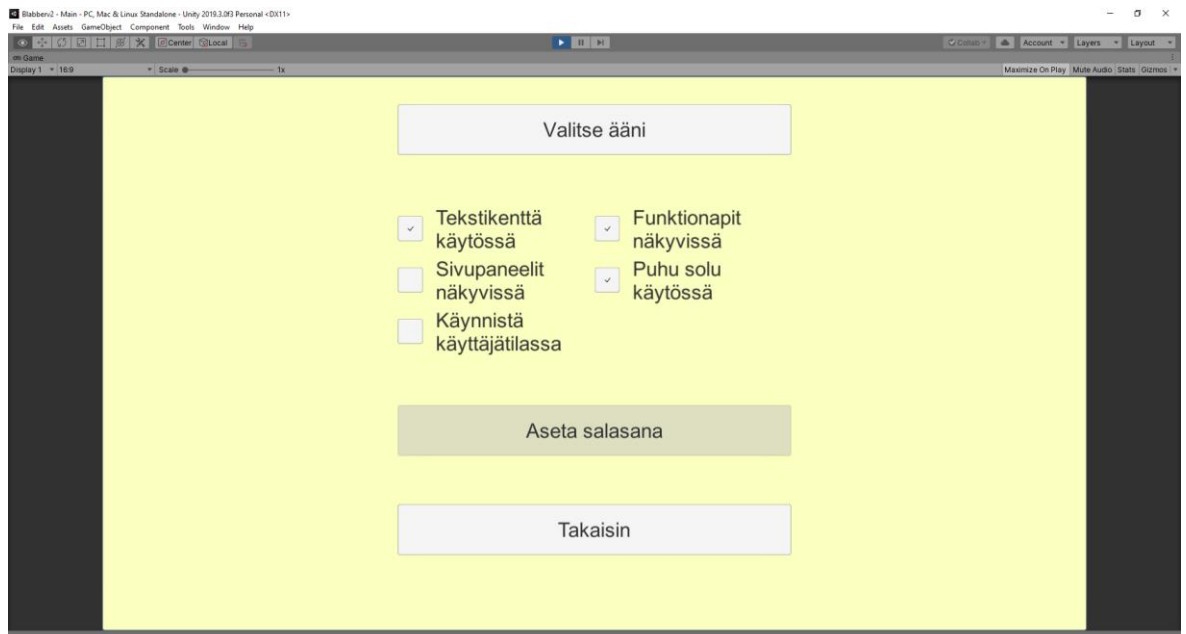 Blabberv2 - Main - PC, Mac & Linux Standalone - Unity 2019.3.0f3 Personal <DX11>
File Edit Assets GameObject Component Tools Window Help
Center Local Collab Account Layers Layout
Game
Display 1 16:9 Scale 1x Maximize On Play Mute Audio Stats Gizmos
Valitse ääni
Tekstikenttä
käytössä
Funktionapit
näkyvissä
Sivupaneelit
näkyvissä
Puhu solu
käytössä
Käynnistä
käyttäjätilassa
Aseta salasana
Takaisin